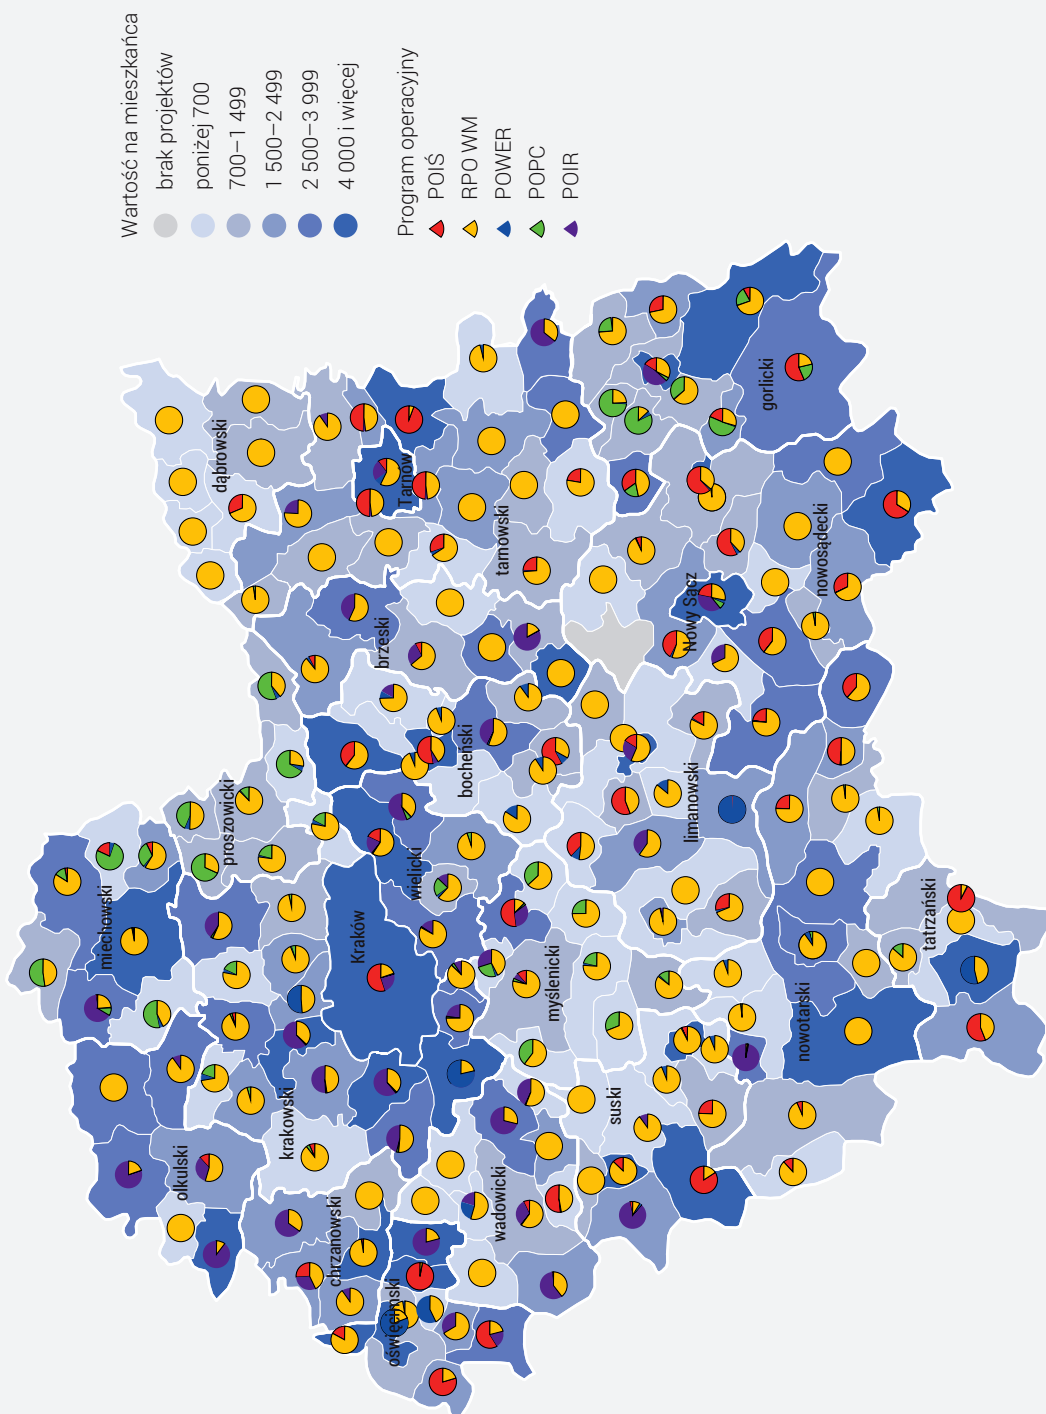 Wartość na mieszkańca
brak projektów
poniżej 700
700–1 499
1 500–2 499
2 500–3 999
4 000 i więcej
Program operacyjny
POIŚ
RPO WM
POWER
POPC
POIR
miechowski
olkulski
proszowicki
dąbrowski
krakowski
Kraków
chrzanowski
wielicki
brzeski
Tarnów
oświęcimski
bocheński
tarnowski
wadowicki
myślenicki
suski
limanowski
Nowy Sącz
gorlicki
nowosądecki
nowotarski
tatrzański